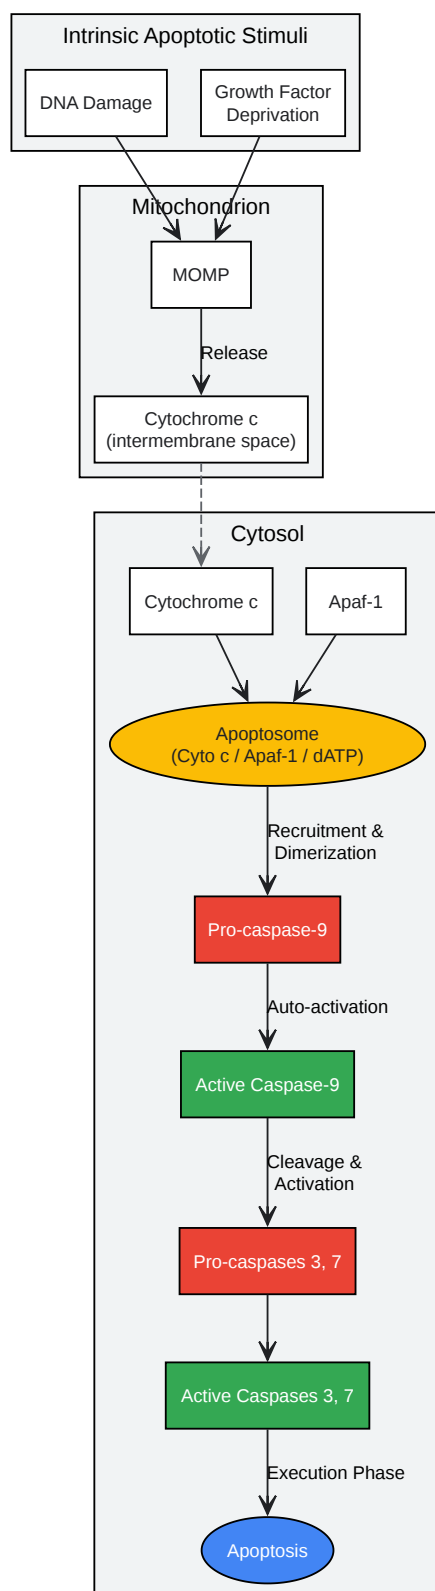 Intrinsic Apoptotic Stimuli
DNA Damage
Growth Factor
Deprivation
Mitochondrion
MOMP
Release
Cytochrome c
(intermembrane space)
Cytosol
Cytochrome c
Apaf-1
Apoptosome
(Cyto c / Apaf-1 / dATP)
Recruitment &
Dimerization
Pro-caspase-9
Auto-activation
Active Caspase-9
Cleavage &
Activation
Pro-caspases 3, 7
Active Caspases 3, 7
Execution Phase
Apoptosis